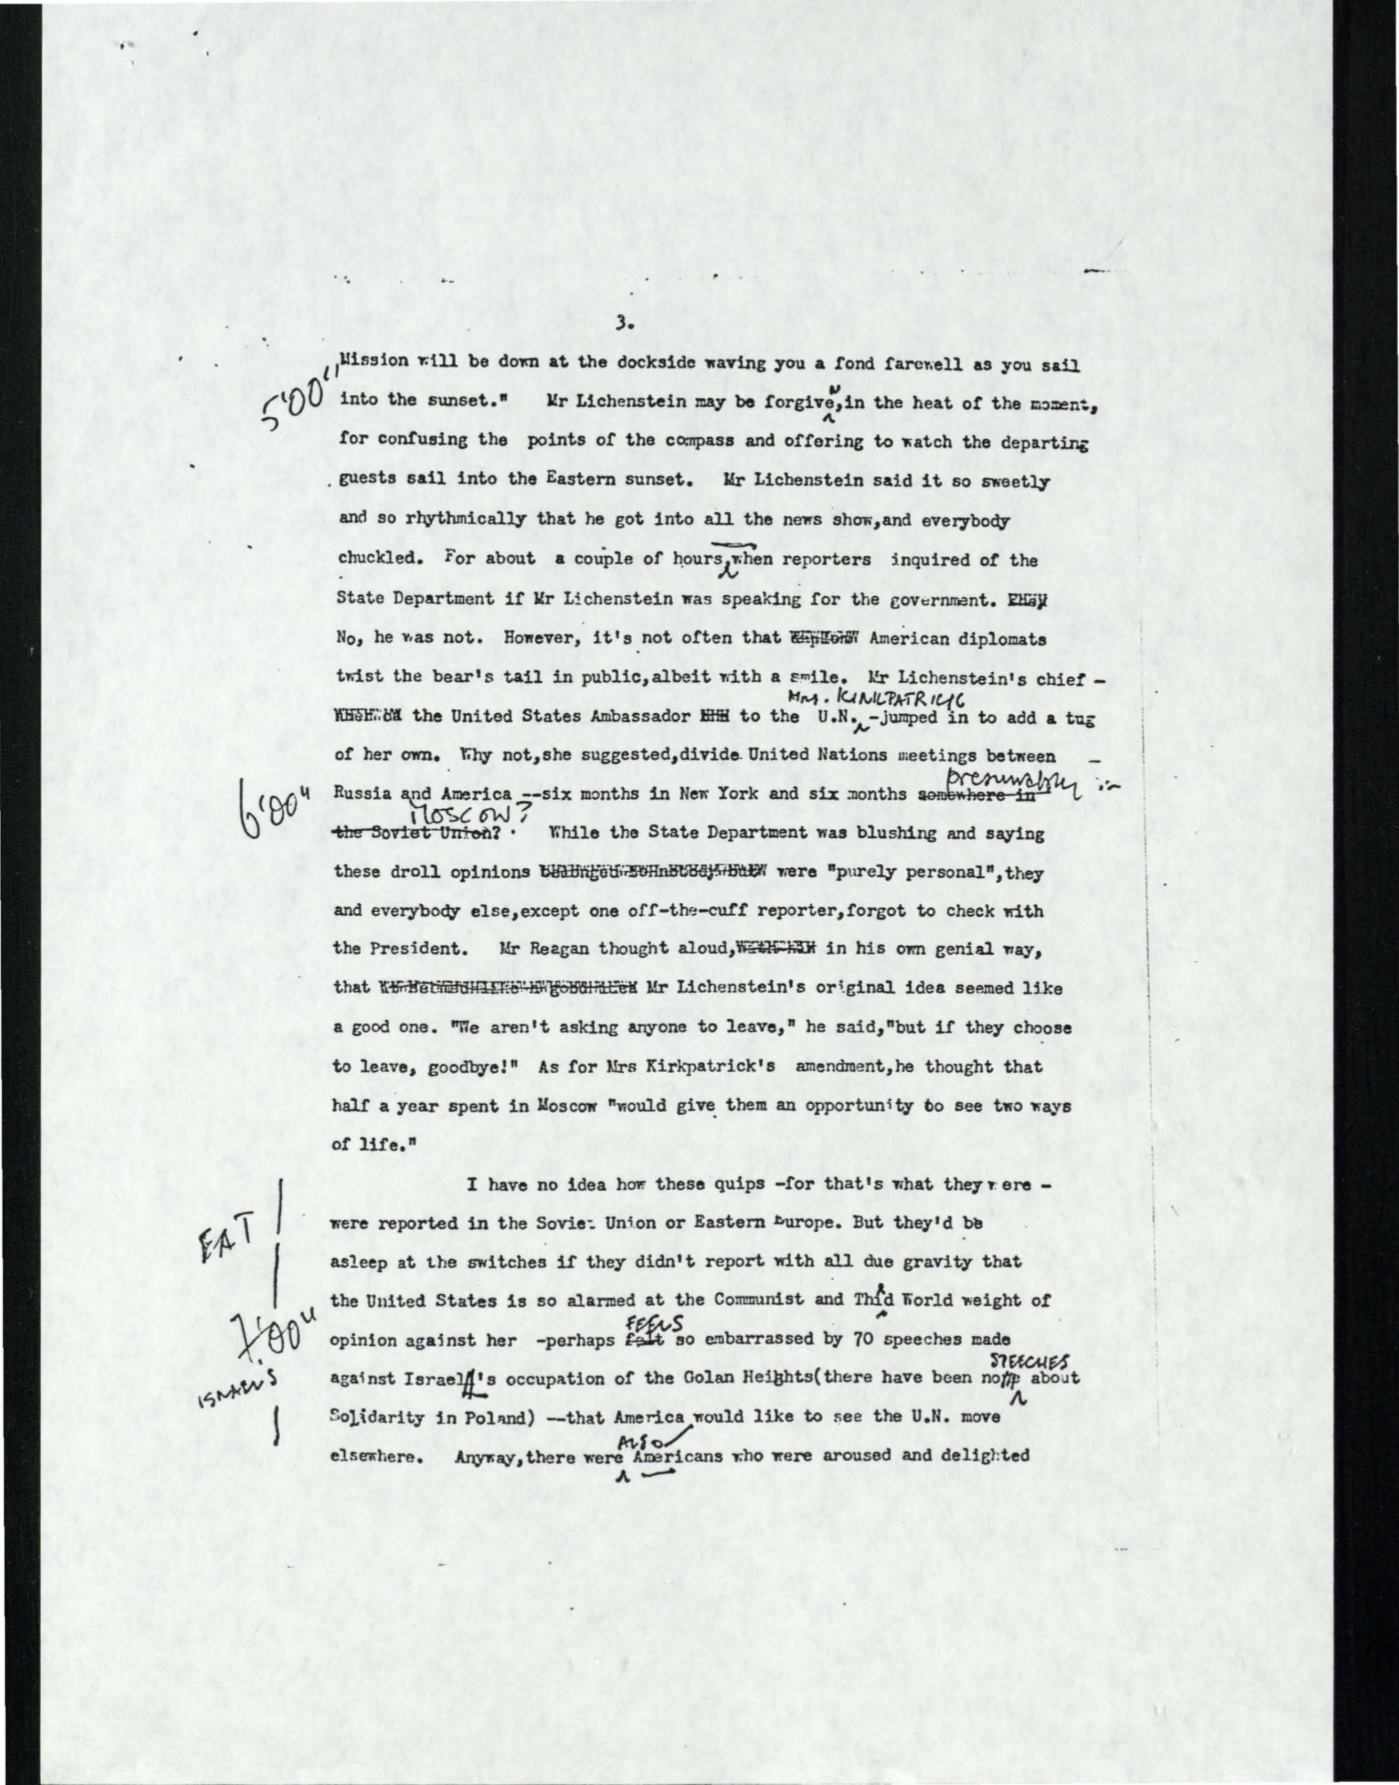 3.
Mission will be down at the dockside waving you a fond farewell as you sail
5'00"
into the sunset."   Mr Lichenstein may be forgiveN,in the heat of the moment,
for confusing the points of the compass and offering to watch the departing
guests sail into the Eastern sunset.   Mr Lichenstein said it so sweetly
and so rhythmically that he got into all the news show,and everybody
chuckled. For about a couple of hours,when reporters inquired of the
State Department if Mr Lichenstein was speaking for the government.
No, he was not. However, it's not often that American diplomats
twist the bear's tail in public,albeit with a smile. Mr Lichenstein's chief -
Mrs. KIRKPATRICK
the United States Ambassador to the U.N. -jumped in to add a tug
of her own. Why not,she suggested,divide United Nations meetings between
presumably in
6'00"
Russia and America --six months in New York and six months somewhere in
Moscow?
the Soviet Union? . While the State Department was blushing and saying
these droll opinions were "purely personal",they
and everybody else,except one off-the-cuff reporter,forgot to check with
the President.   Mr Reagan thought aloud, in his own genial way,
that Mr Lichenstein's original idea seemed like
a good one. "We aren't asking anyone to leave," he said,"but if they choose
to leave, goodbye!" As for Mrs Kirkpatrick's amendment,he thought that
half a year spent in Moscow "would give them an opportunity to see two ways
of life."
I have no idea how these quips -for that's what they were -
FAT
were reported in the Soviet Union or Eastern Europe. But they'd be
asleep at the switches if they didn't report with all due gravity that
the United States is so alarmed at the Communist and ThiRd World weight of
FEELS
7'00"
opinion against her -perhaps felt so embarrassed by 70 speeches made
SPEECHES
ISRAEL'S
against Israel's occupation of the Golan Heights(there have been no about
Solidarity in Poland) --that America would like to see the U.N. move
ALSO
elsewhere. Anyway,there were Americans who were aroused and delighted